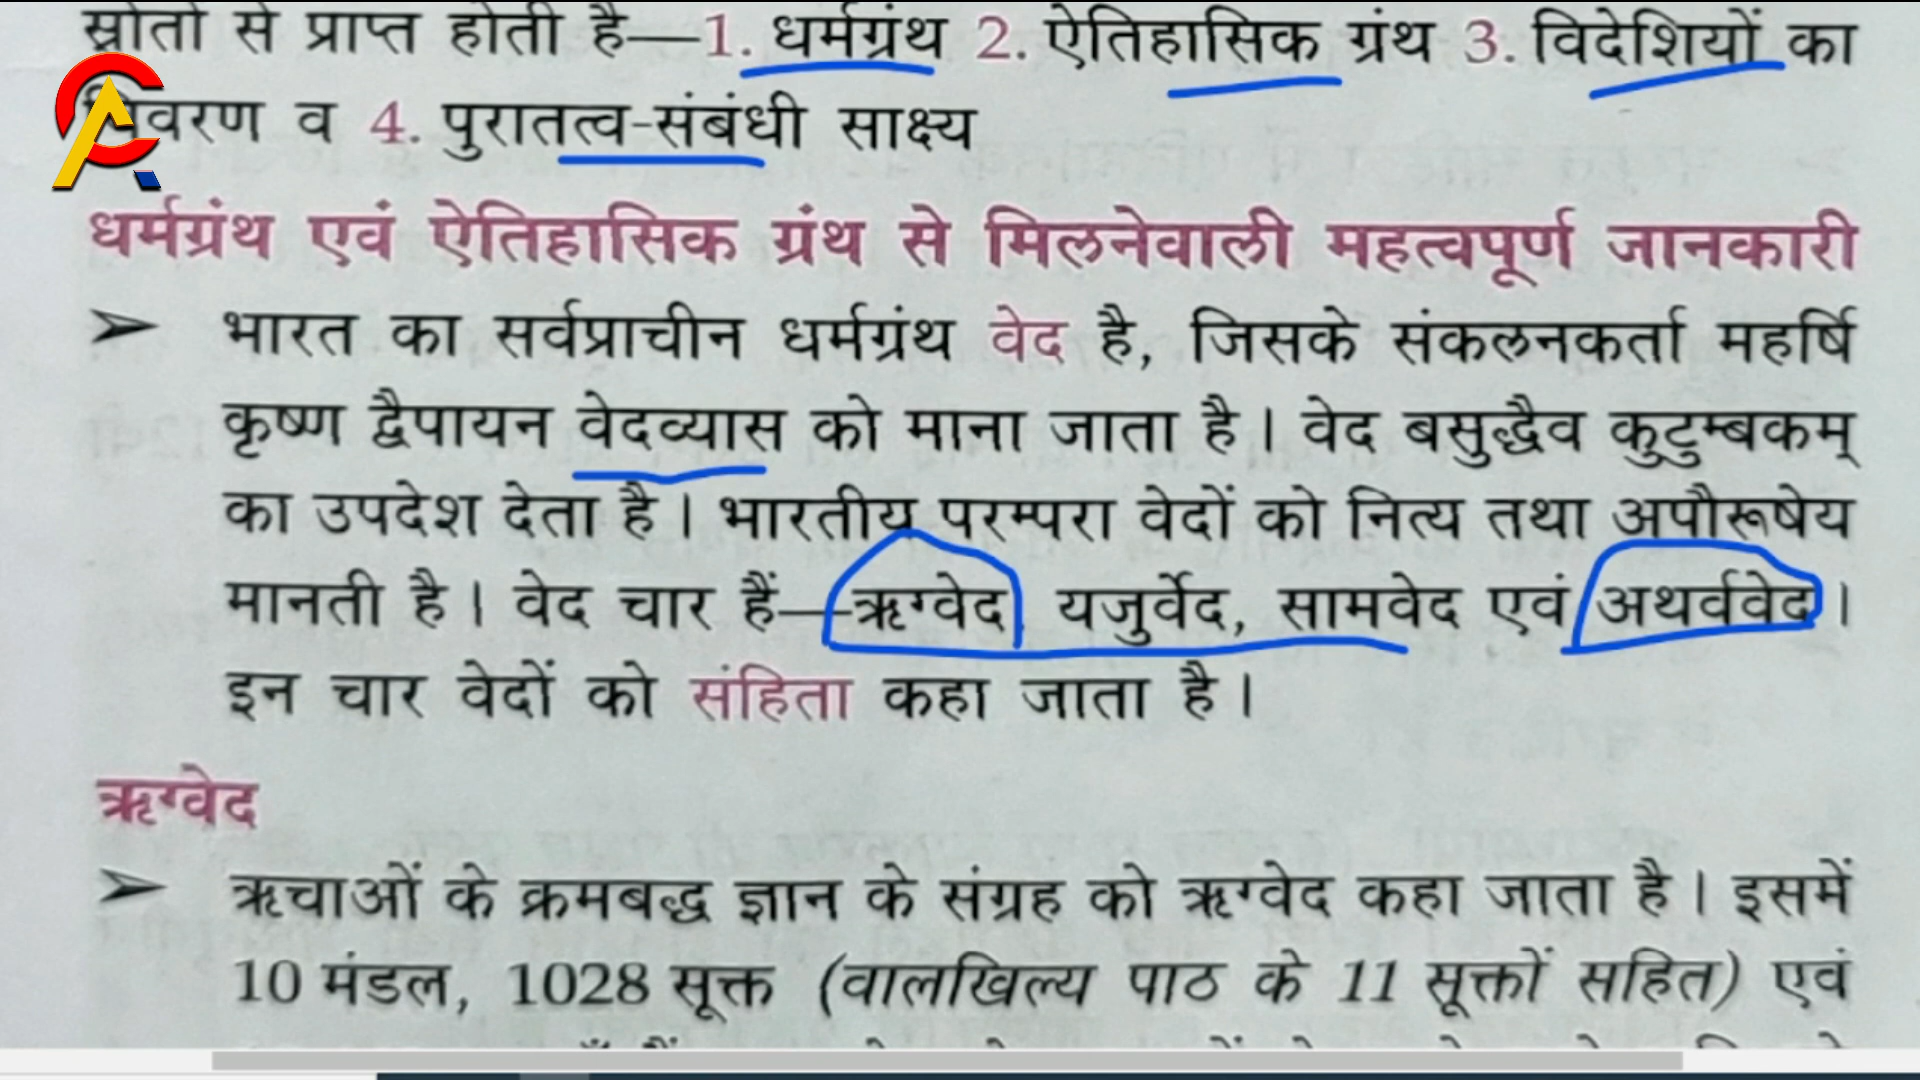 स्रोतों से प्राप्त होती है—1. धर्मग्रंथ 2. ऐतिहासिक ग्रंथ 3. विदेशियों का
विवरण व 4. पुरातत्व-संबंधी साक्ष्य
धर्मग्रंथ एवं ऐतिहासिक ग्रंथ से मिलनेवाली महत्वपूर्ण जानकारी
➢ भारत का सर्वप्राचीन धर्मग्रंथ वेद है, जिसके संकलनकर्ता महर्षि
कृष्ण द्वैपायन वेदव्यास को माना जाता है। वेद बसुद्धैव कुटुम्बकम्
का उपदेश देता है। भारतीय परम्परा वेदों को नित्य तथा अपौरूषेय
मानती है। वेद चार हैं—ऋग्वेद यजुर्वेद, सामवेद एवं अथर्ववेद।
इन चार वेदों को संहिता कहा जाता है।
ऋग्वेद
➢ ऋचाओं के क्रमबद्ध ज्ञान के संग्रह को ऋग्वेद कहा जाता है। इसमें
10 मंडल, 1028 सूक्त (वालखिल्य पाठ के 11 सूक्तों सहित) एवं